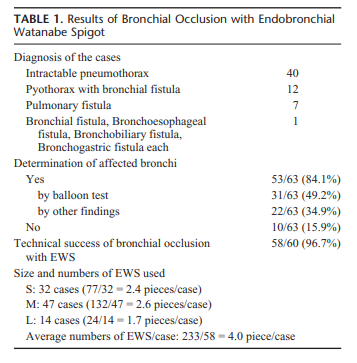 TABLE 1. Results of Bronchial Occlusion with Endobronchial
Watanabe Spigot
Diagnosis of the cases
Intractable pneumothorax 40
Pyothorax with bronchial fistula 12
Pulmonary fistula 7
Bronchial fistula, Bronchoesophageal 1
fistula, Bronchobiliary fistula,
Bronchogastric fistula each
Determination of affected bronchi
Yes 53/63 (84.1%)
by balloon test 31/63 (49.2%)
by other findings 22/63 (34.9%)
No 10/63 (15.9%)
Technical success of bronchial occlusion 58/60 (96.7%)
with EWS
Size and numbers of EWS used
S: 32 cases (77/32 = 2.4 pieces/case)
M: 47 cases (132/47 = 2.6 pieces/case)
L: 14 cases (24/14 = 1.7 pieces/case)
Average numbers of EWS/case: 233/58 = 4.0 piece/case